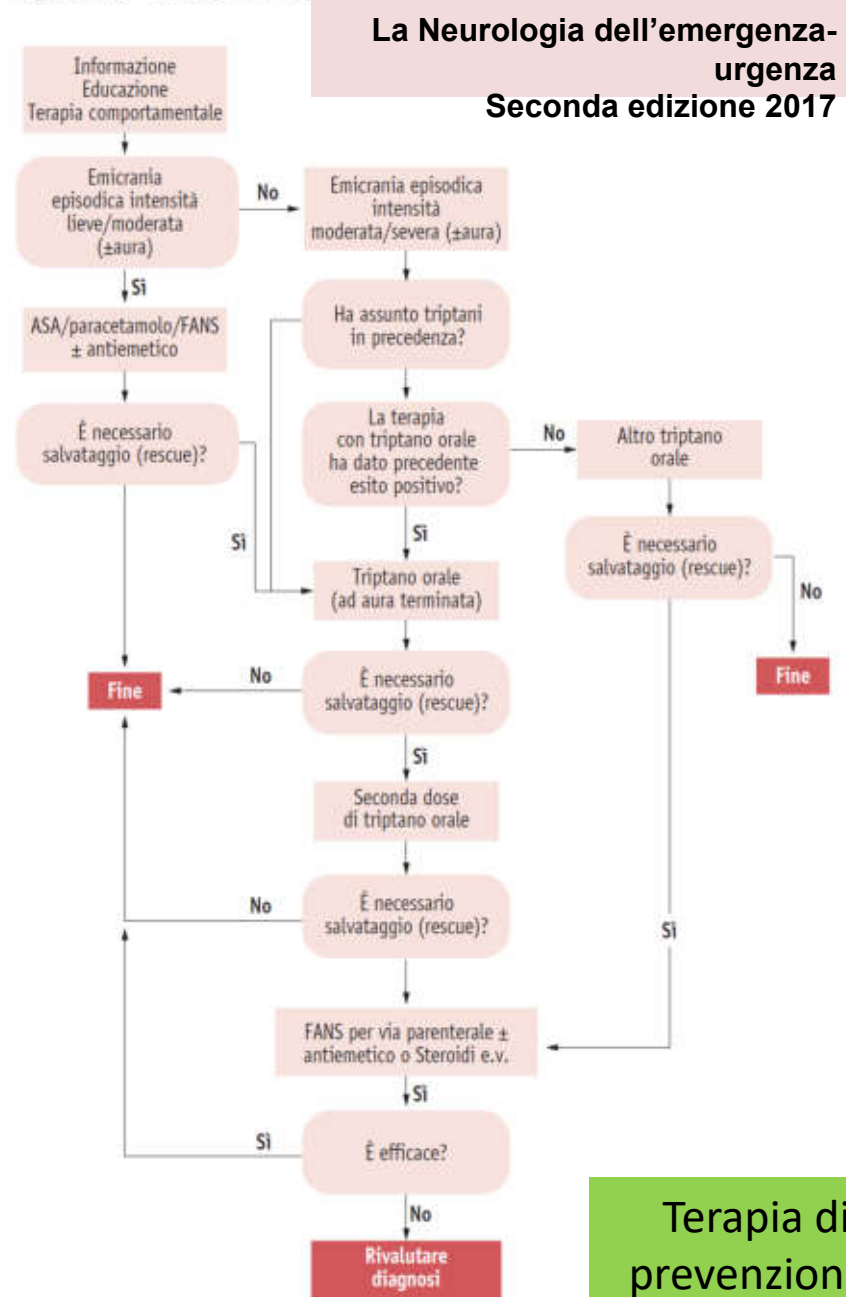 La Neurologia dell'emergenza-
urgenza
Seconda edizione 2017
Informazione
Educazione
Terapia comportamentale
Emicrania
episodica intensità
lieve/moderata
(±aura)
No
Emicrania episodica
intensità
moderata/severa (±aura)
Sì
ASA/paracetamolo/FANS
± antiemetico
Ha assunto triptani
in precedenza?
È necessario
salvataggio (rescue)?
La terapia
con triptano orale
ha dato precedente
esito positivo?
No
Altro triptano
orale
Sì
Sì
È necessario
salvataggio (rescue)?
Triptano orale
(ad aura terminata)
No
Fine
No
È necessario
salvataggio (rescue)?
Fine
Sì
Seconda dose
di triptano orale
No
È necessario
salvataggio (rescue)?
Sì
FANS per via parenterale ±
antiemetico o Steroidi e.v.
Sì
Sì
È efficace?
No
Rivalutare
diagnosi
Terapia di
prevenzion